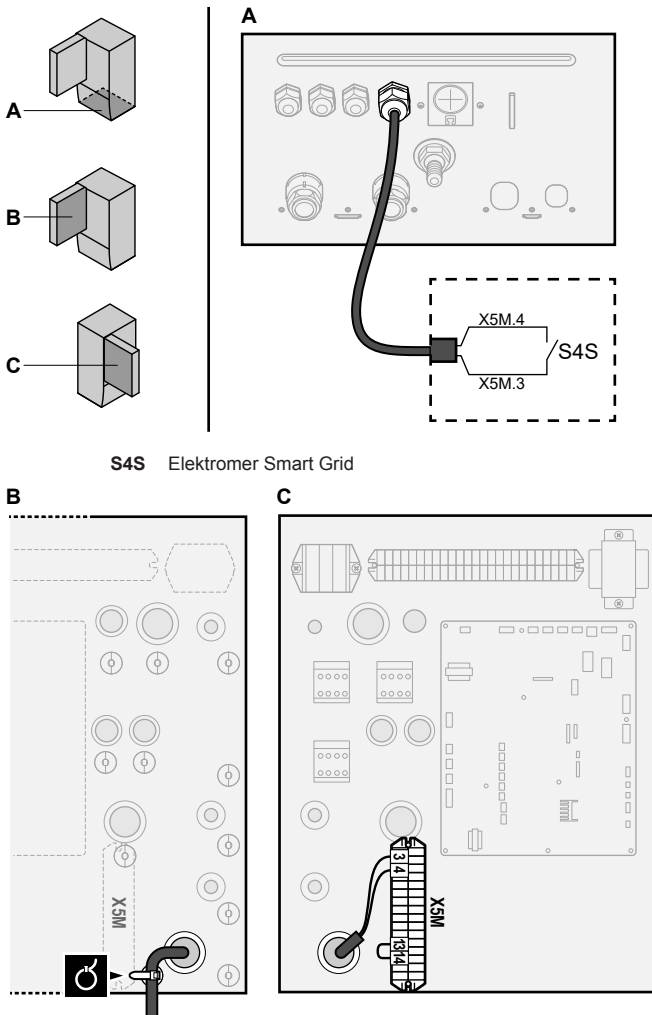 A
B
C
A
X5M.4
S4S
X5M.3
S4S Elektromer Smart Grid
B
X5M
C
3
4
13
14
X5M